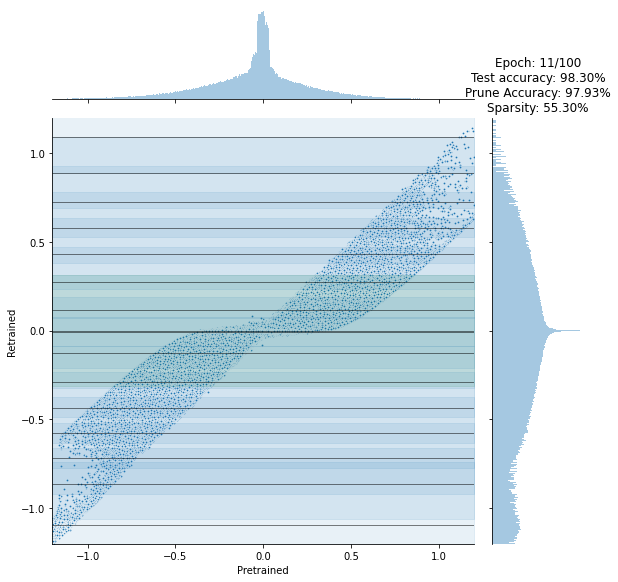 Epoch: 11/100
Test accuracy: 98.30%
Prune Accuracy: 97.93%
Sparsity: 55.30%
1.0
0.5
0.0
−0.5
−1.0
Retrained
−1.0 −0.5 0.0 0.5 1.0
Pretrained